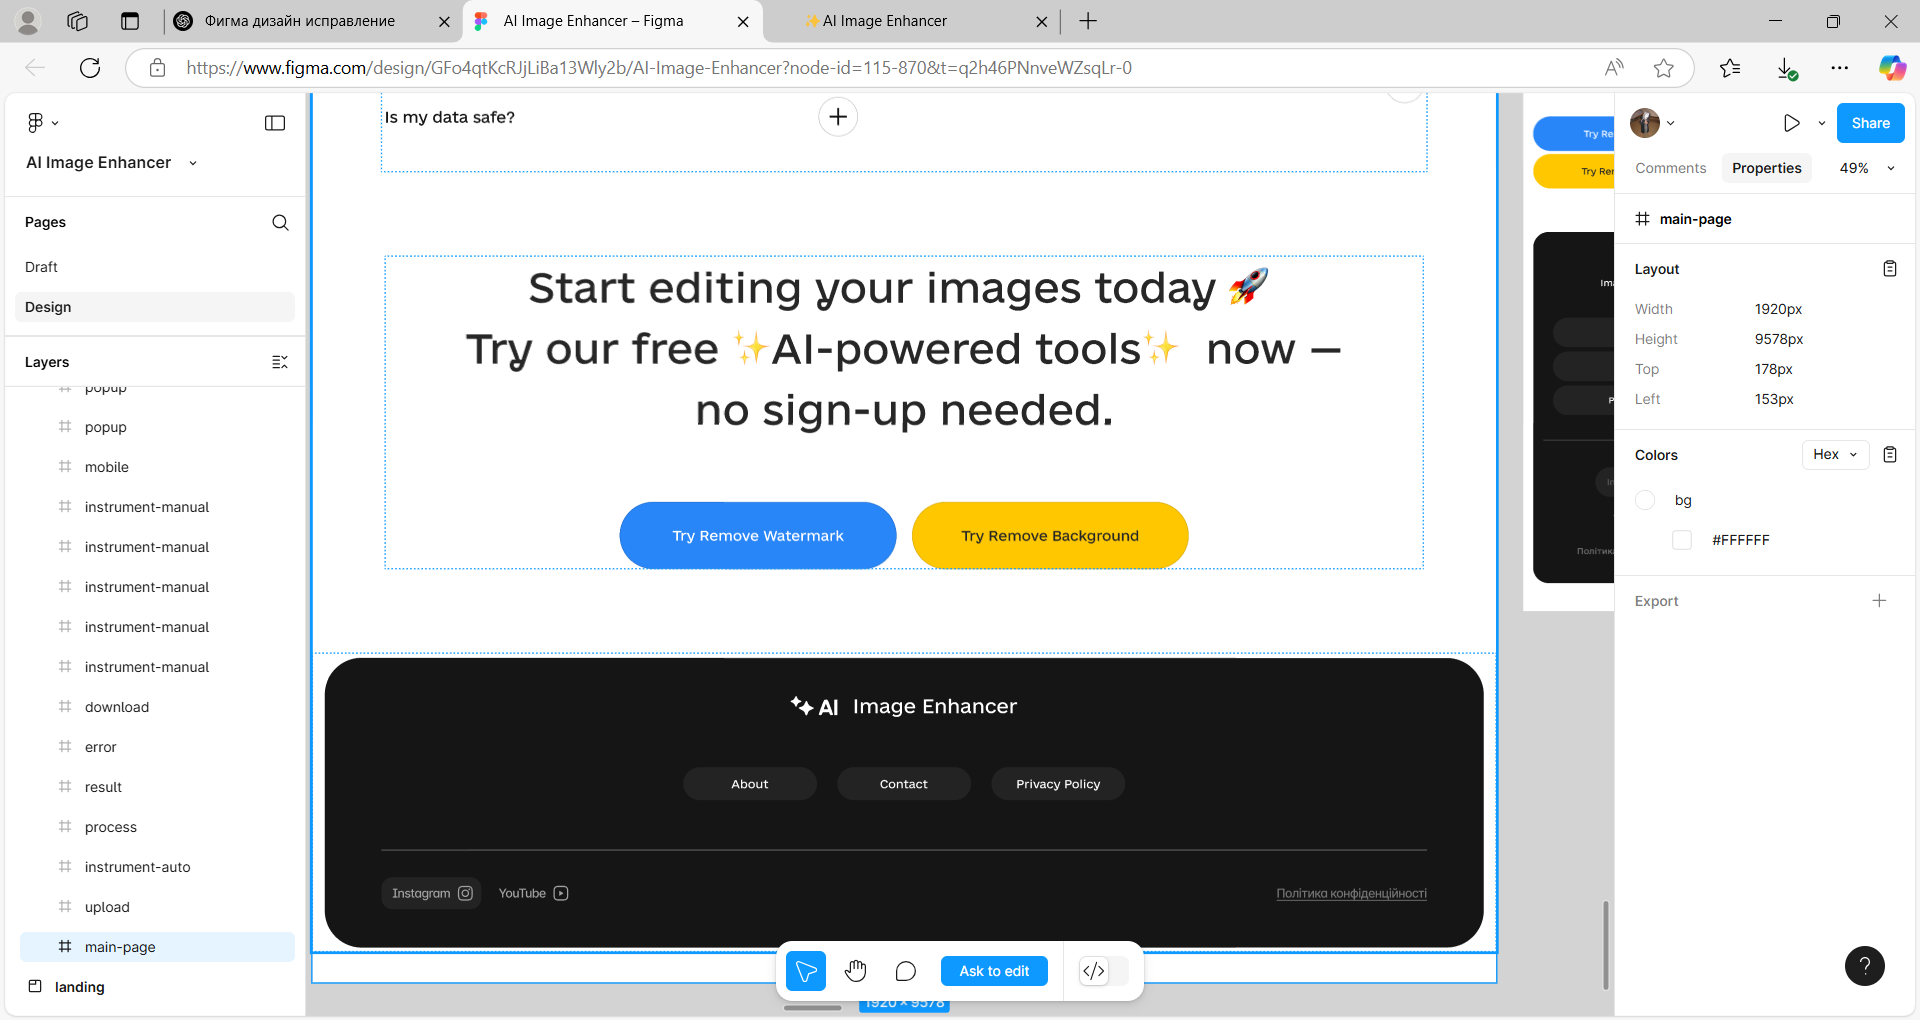 Фигма дизайн исправление
AI Image Enhancer – Figma
✨AI Image Enhancer
https://www.figma.com/design/GFo4qtKcRJjLiBa13Wly2b/AI-Image-Enhancer?node-id=115-870&t=q2h46PNnveWZsqLr-0
AI Image Enhancer
Pages
Draft
Design
Layers
popup
popup
mobile
instrument-manual
instrument-manual
instrument-manual
instrument-manual
instrument-manual
download
error
result
process
instrument-auto
upload
main-page
landing
Is my data safe?
Start editing your images today 🚀
Try our free ✨AI-powered tools✨ now —
no sign-up needed.
Try Remove Watermark
Try Remove Background
AI Image Enhancer
About
Contact
Privacy Policy
Instagram
YouTube
Політика конфіденційності
Ask to edit
</>
1920 × 9578
Try Re
Try Re
Share
Comments
Properties
49%
main-page
Layout
Width 1920px
Height 9578px
Top 178px
Left 153px
Colors
Hex
bg
#FFFFFF
Export
?